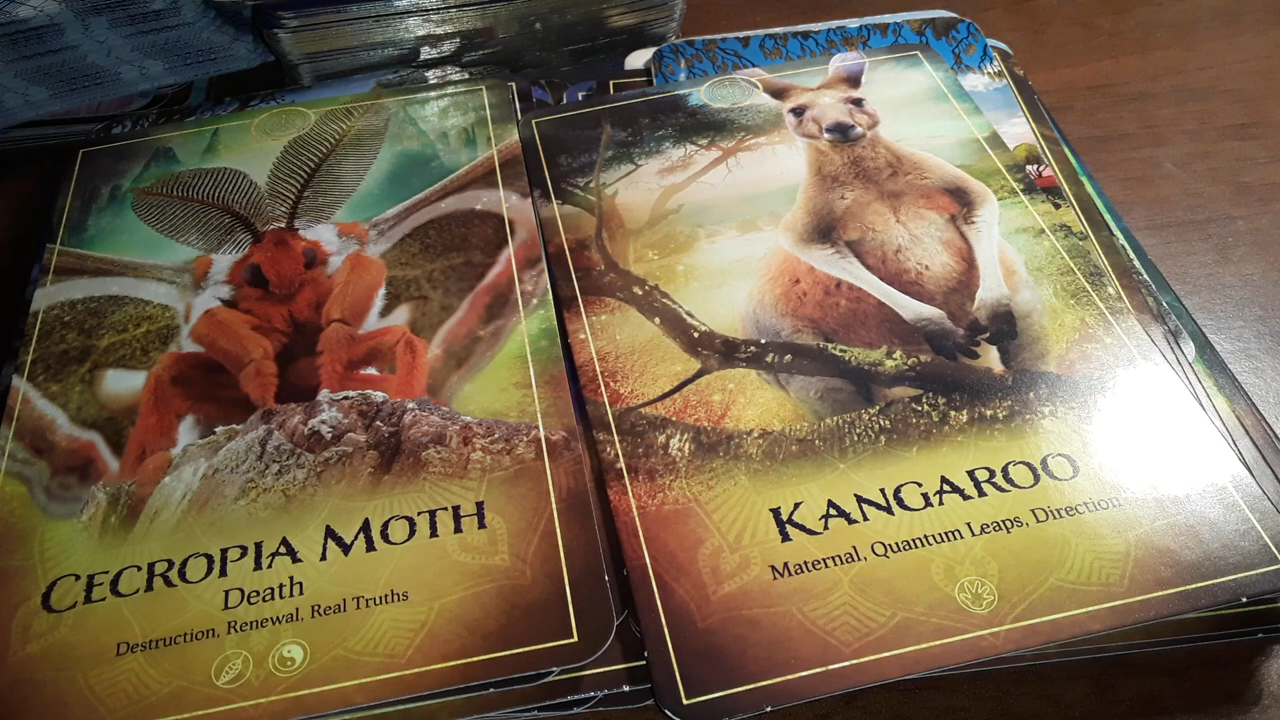 CECROPIA MOTH
Death
Destruction, Renewal, Real Truths
KANGAROO
Maternal, Quantum Leaps, Direction